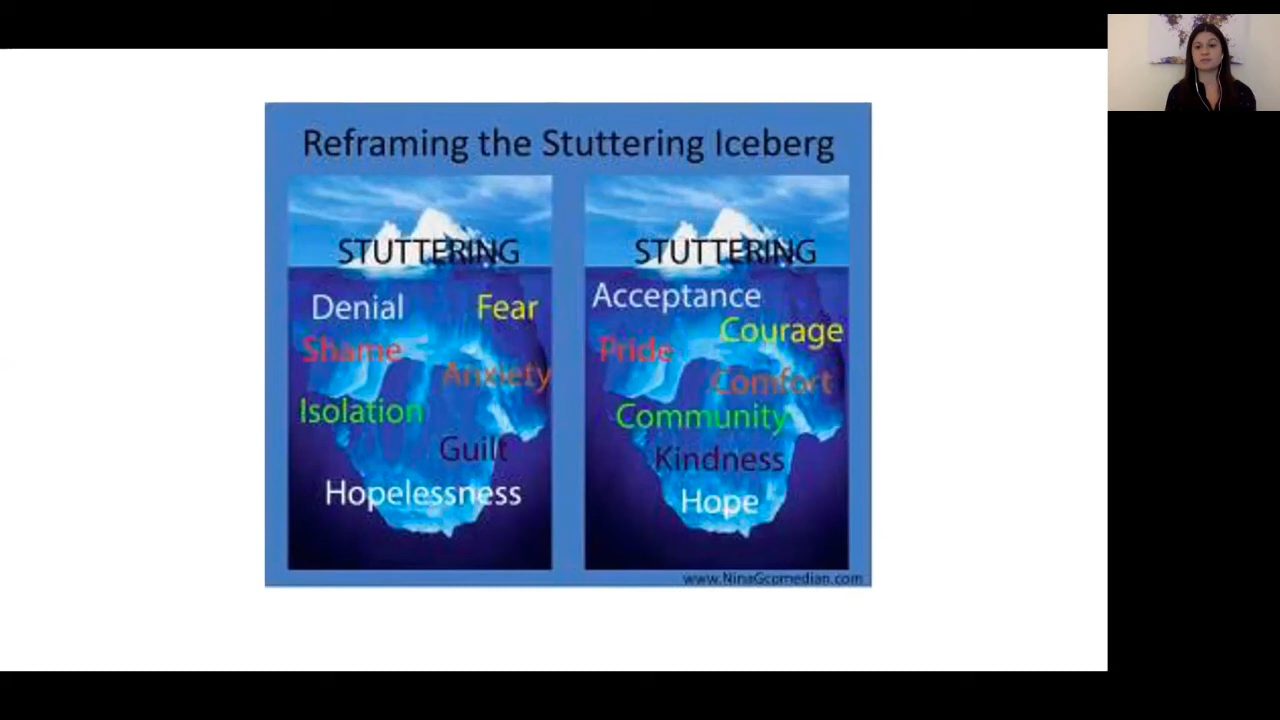 Reframing the Stuttering Iceberg
STUTTERING
Denial
Fear
Shame
Anxiety
Isolation
Guilt
Hopelessness
STUTTERING
Acceptance
Courage
Pride
Comfort
Community
Kindness
Hope
www.NinaGcomedian.com